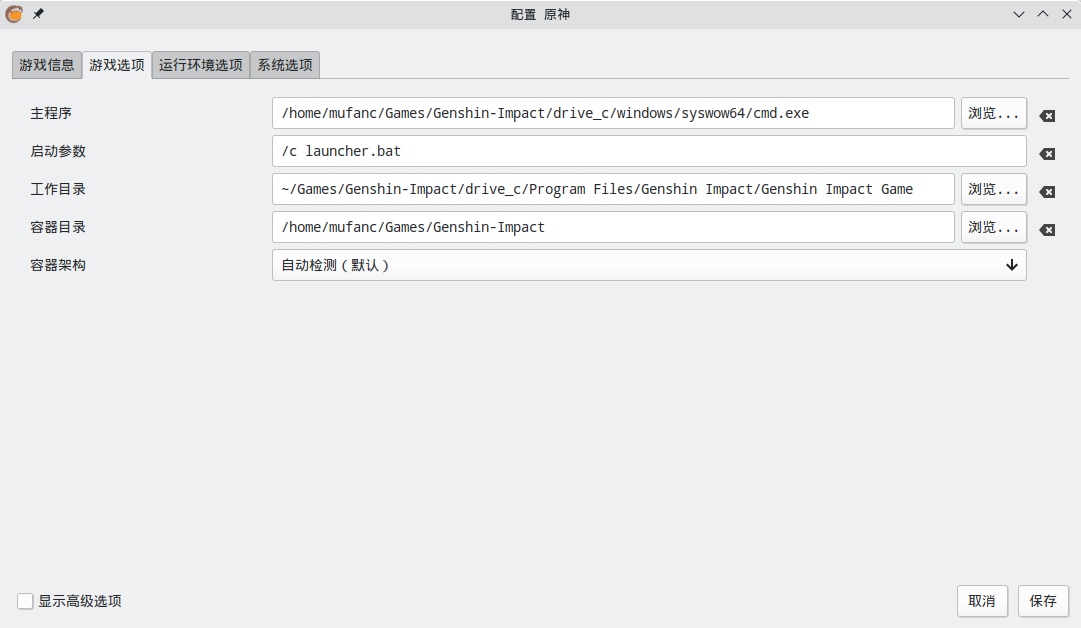 配置 原神
游戏信息 游戏选项 运行环境选项 系统选项
主程序 /home/mufanc/Games/Genshin-Impact/drive_c/windows/syswow64/cmd.exe 浏览...
启动参数 /c launcher.bat
工作目录 ~/Games/Genshin-Impact/drive_c/Program Files/Genshin Impact/Genshin Impact Game 浏览...
容器目录 /home/mufanc/Games/Genshin-Impact 浏览...
容器架构 自动检测（默认）
显示高级选项 取消 保存